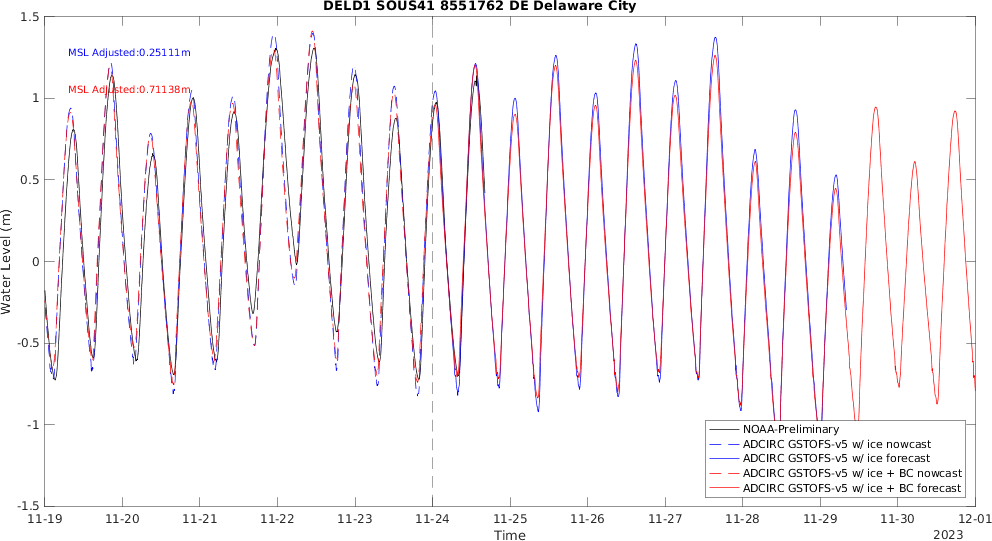 DELD1 SOUS41 8551762 DE Delaware City
1.5
1
0.5
0
-0.5
-1
-1.5
Water Level (m)
MSL Adjusted:0.25111m
MSL Adjusted:0.71138m
NOAA-Preliminary
ADCIRC GSTOFS-v5 w/ ice nowcast
ADCIRC GSTOFS-v5 w/ ice forecast
ADCIRC GSTOFS-v5 w/ ice + BC nowcast
ADCIRC GSTOFS-v5 w/ ice + BC forecast
11-19 11-20 11-21 11-22 11-23 11-24 11-25 11-26 11-27 11-28 11-29 11-30 12-01
Time
2023